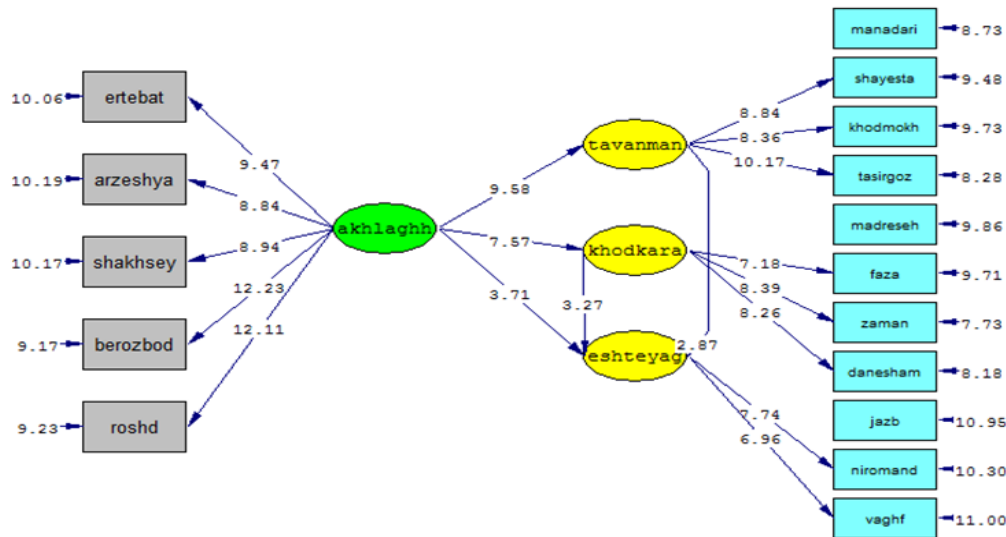 manadari
8.73
shayesta
9.48
ertebat
10.06
8.84
khodmokh
9.73
tavanman
8.36
9.47
10.17
tasirgoz
8.28
arzeshya
10.19
8.84
9.58
akhlaghh
madreseh
9.86
shakhsey
10.17
8.94
7.57
khodkara
7.18
faza
9.71
12.23
3.71
3.27
8.39
8.26
zaman
7.73
12.11
berozbod
9.17
2.87
eshteyag
danesham
8.18
roshd
9.23
7.74
6.96
jazb
10.95
niromand
10.30
vaghf
11.00